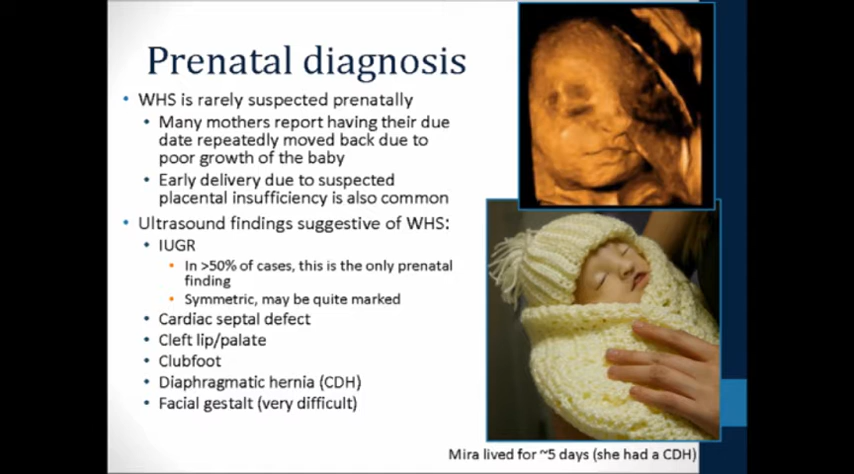 Prenatal diagnosis
WHS is rarely suspected prenatally
Many mothers report having their due
date repeatedly moved back due to
poor growth of the baby
Early delivery due to suspected
placental insufficiency is also common
Ultrasound findings suggestive of WHS:
IUGR
In >50% of cases, this is the only prenatal
finding
Symmetric, may be quite marked
Cardiac septal defect
Cleft lip/palate
Clubfoot
Diaphragmatic hernia (CDH)
Facial gestalt (very difficult)
Mira lived for ~5 days (she had a CDH)